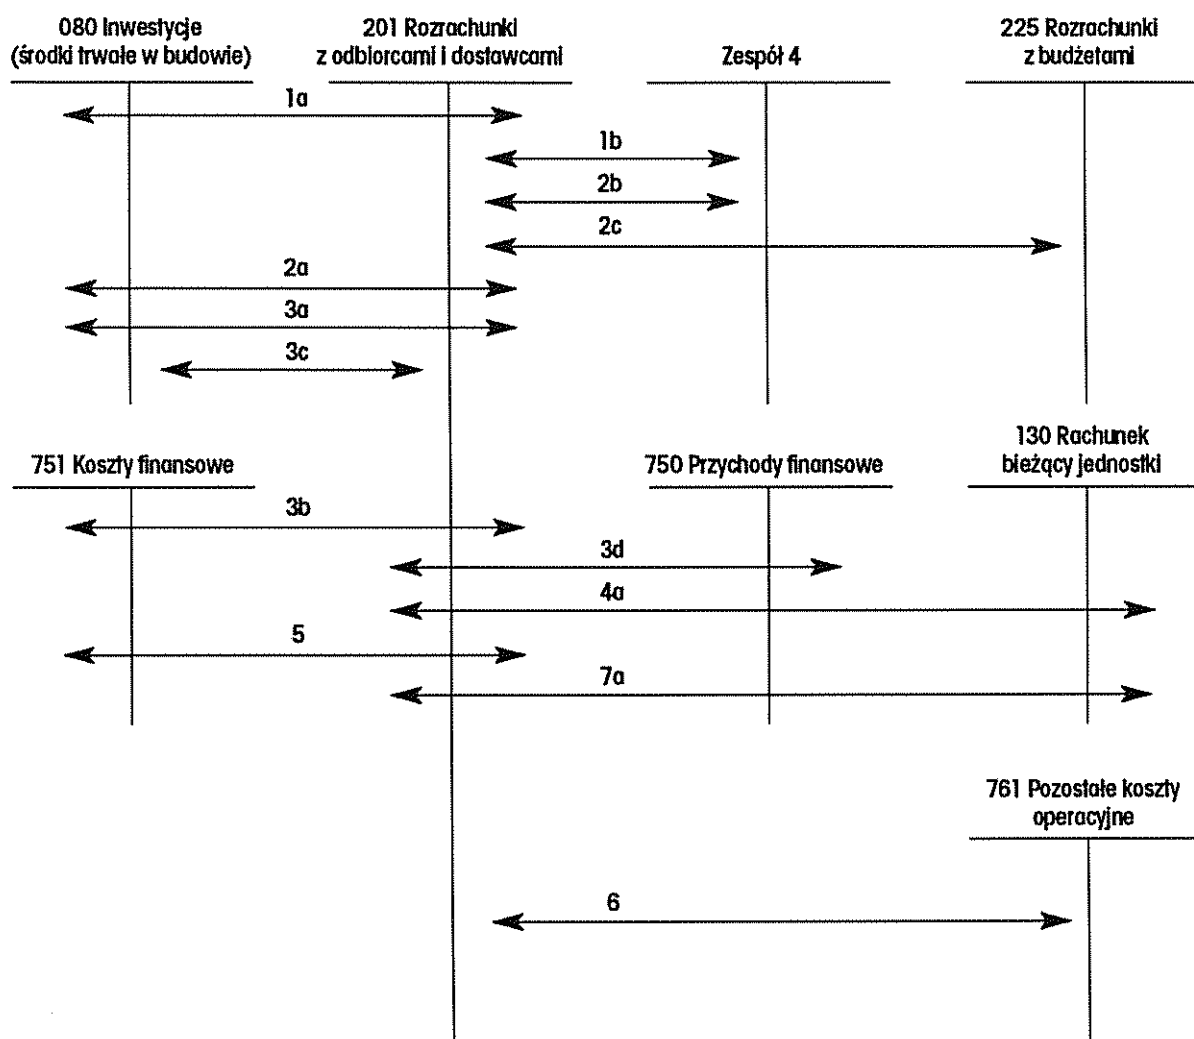 080 Inwestycje
(środki trwałe w budowie)
201 Rozrachunki
z odbiorcami i dostawcami
Zespół 4
225 Rozrachunki
z budżetami
1a
1b
2b
2c
2a
3a
3c
751 Koszty finansowe
750 Przychody finansowe
130 Rachunek
bieżący jednostki
3b
3d
4a
5
7a
761 Pozostałe koszty
operacyjne
6